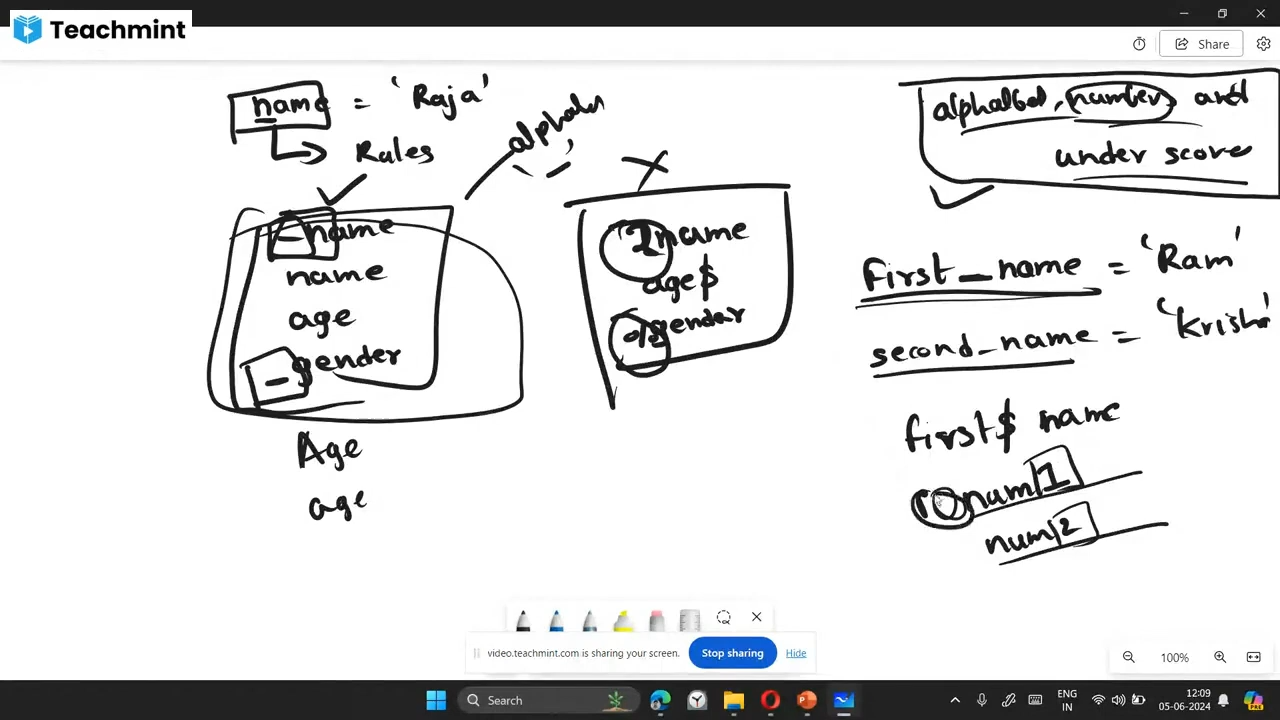 Teachmint
Share
name = 'Raja'
Rules
alphabet, number, and
under score
_name
name
age
_gender
Age
age
1name
age$
%gender
first_name = 'Ram'
second_name = 'Krishn'
first$ name
num1
num2
video.teachmint.com is sharing your screen.
Stop sharing
Hide
100%
Search
ENG
IN
12:09
05-06-2024